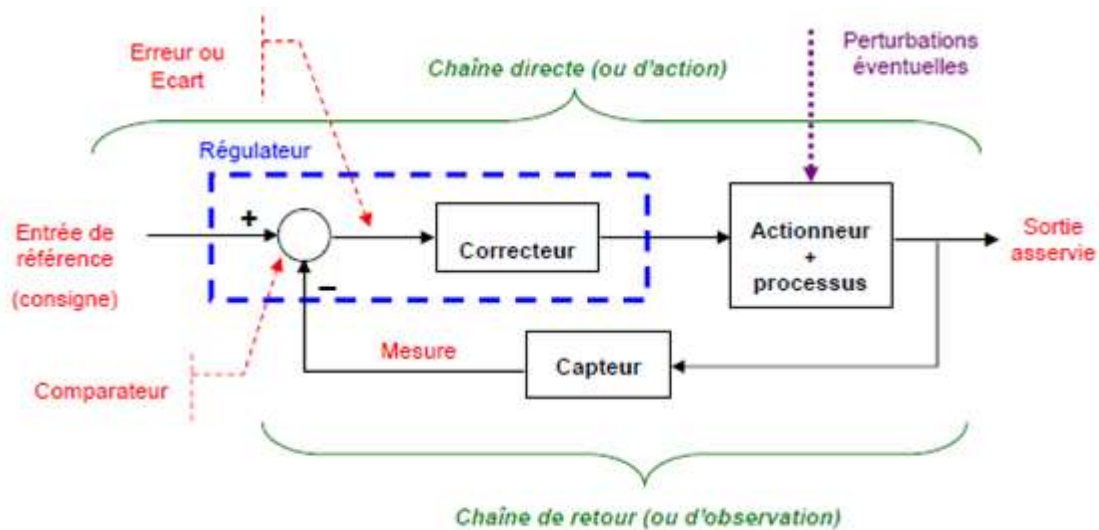 Erreur ou
Ecart
Chaîne directe (ou d'action)
Perturbations
éventuelles
Régulateur
Entrée de
référence
(consigne)
+
−
Correcteur
Actionneur
+
processus
Sortie
asservie
Mesure
Capteur
Comparateur
Chaîne de retour (ou d'observation)